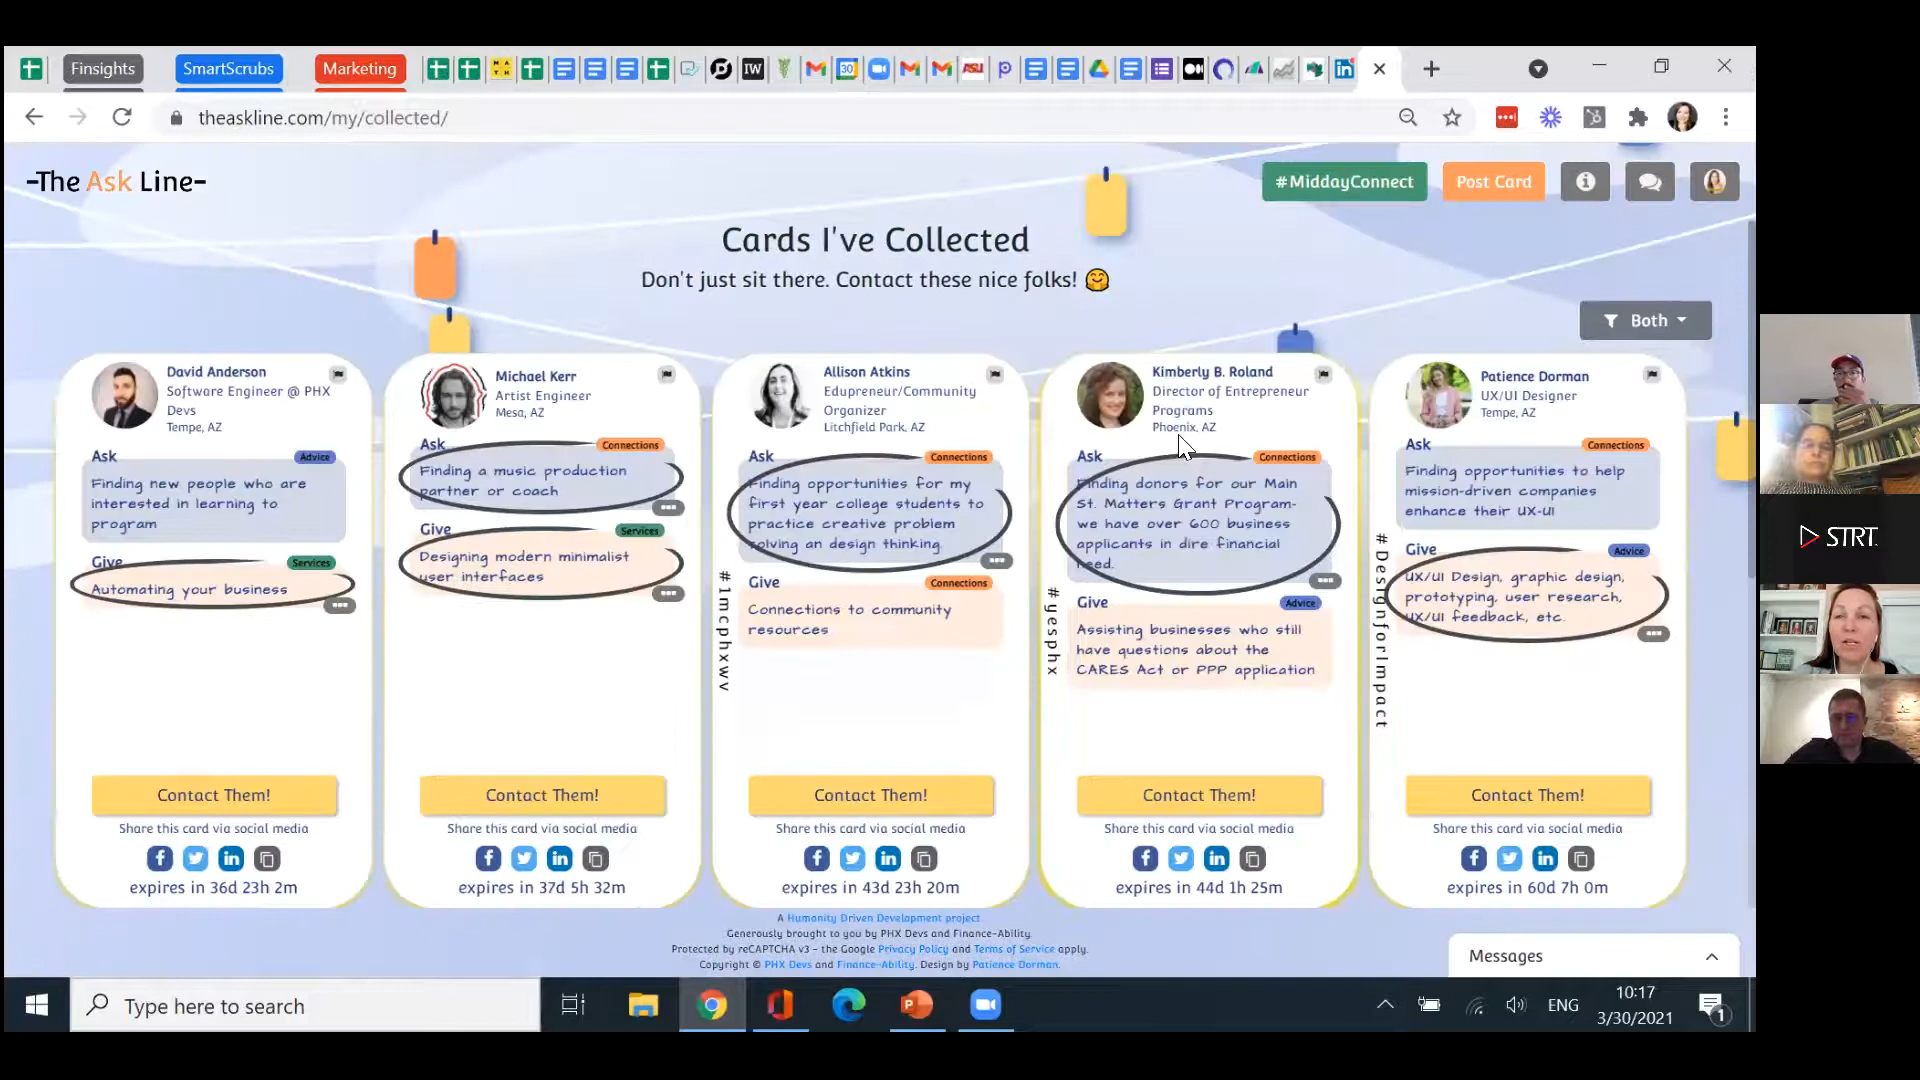 Finsights
SmartScrubs
Marketing
theaskline.com/my/collected/
-The Ask Line-
#MiddayConnect
Post Card
Cards I've Collected
Don't just sit there. Contact these nice folks!
Both
David Anderson
Software Engineer @ PHX
Devs
Tempe, AZ
Ask
Advice
Finding new people who are
interested in learning to
program
Give
Services
Automating your business
Contact Them!
Share this card via social media
expires in 36d 23h 2m
Michael Kerr
Artist Engineer
Mesa, AZ
Ask
Connections
Finding a music production
partner or coach
Give
Services
Designing modern minimalist
user interfaces
Contact Them!
Share this card via social media
expires in 37d 5h 32m
#1mcphxwv
Allison Atkins
Edupreneur/Community
Organizer
Litchfield Park, AZ
Ask
Connections
Finding opportunities for my
first year college students to
practice creative problem
solving an design thinking.
Give
Connections
Connections to community
resources
Contact Them!
Share this card via social media
expires in 43d 23h 20m
#yesphx
Kimberly B. Roland
Director of Entrepreneur
Programs
Phoenix, AZ
Ask
Connections
Finding donors for our Main
St. Matters Grant Program-
we have over 600 business
applicants in dire financial
need.
Give
Advice
Assisting businesses who still
have questions about the
CARES Act or PPP application
Contact Them!
Share this card via social media
expires in 44d 1h 25m
#DesignforImpact
Patience Dorman
UX/UI Designer
Tempe, AZ
Ask
Connections
Finding opportunities to help
mission-driven companies
enhance their UX-UI
Give
Advice
UX/UI Design, graphic design,
prototyping, user research,
UX/UI feedback, etc.
Contact Them!
Share this card via social media
expires in 60d 7h 0m
A Humanity Driven Development project.
Generously brought to you by PHX Devs and Finance-Ability.
Protected by reCAPTCHA v3 - the Google Privacy Policy and Terms of Service apply.
Copyright © PHX Devs and Finance-Ability. Design by Patience Dorman.
Messages
STRT
Type here to search
ENG
10:17
3/30/2021
1